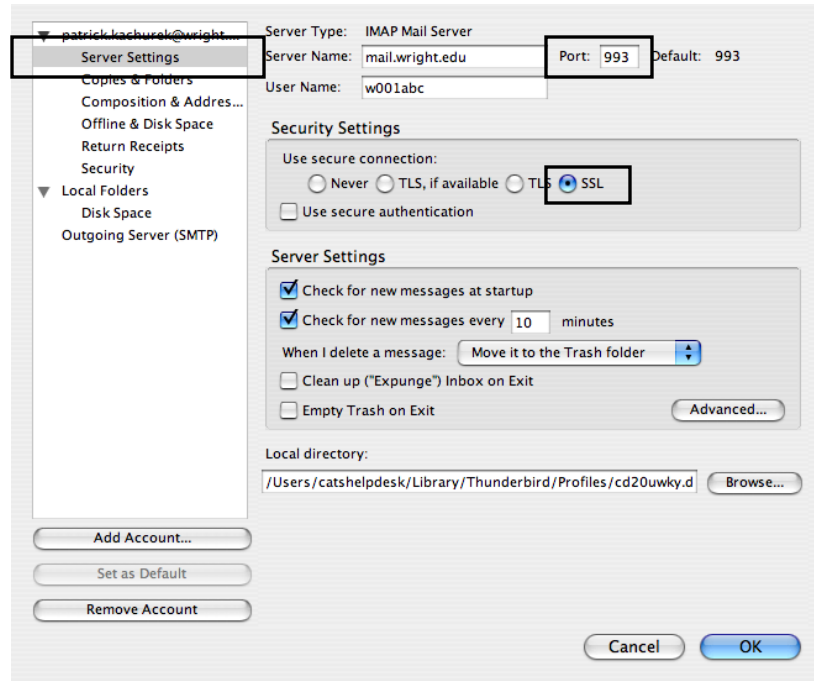 patrick.kachurek@wright....
Server Settings
Copies & Folders
Composition & Addres...
Offline & Disk Space
Return Receipts
Security
Local Folders
Disk Space
Outgoing Server (SMTP)
Add Account...
Set as Default
Remove Account
Server Type: IMAP Mail Server
Server Name: mail.wright.edu Port: 993 Default: 993
User Name: w001abc
Security Settings
Use secure connection:
Never TLS, if available TLS SSL
Use secure authentication
Server Settings
Check for new messages at startup
Check for new messages every 10 minutes
When I delete a message: Move it to the Trash folder
Clean up ("Expunge") Inbox on Exit
Empty Trash on Exit Advanced...
Local directory:
/Users/catshelpdesk/Library/Thunderbird/Profiles/cd20uwky.d Browse...
Cancel OK